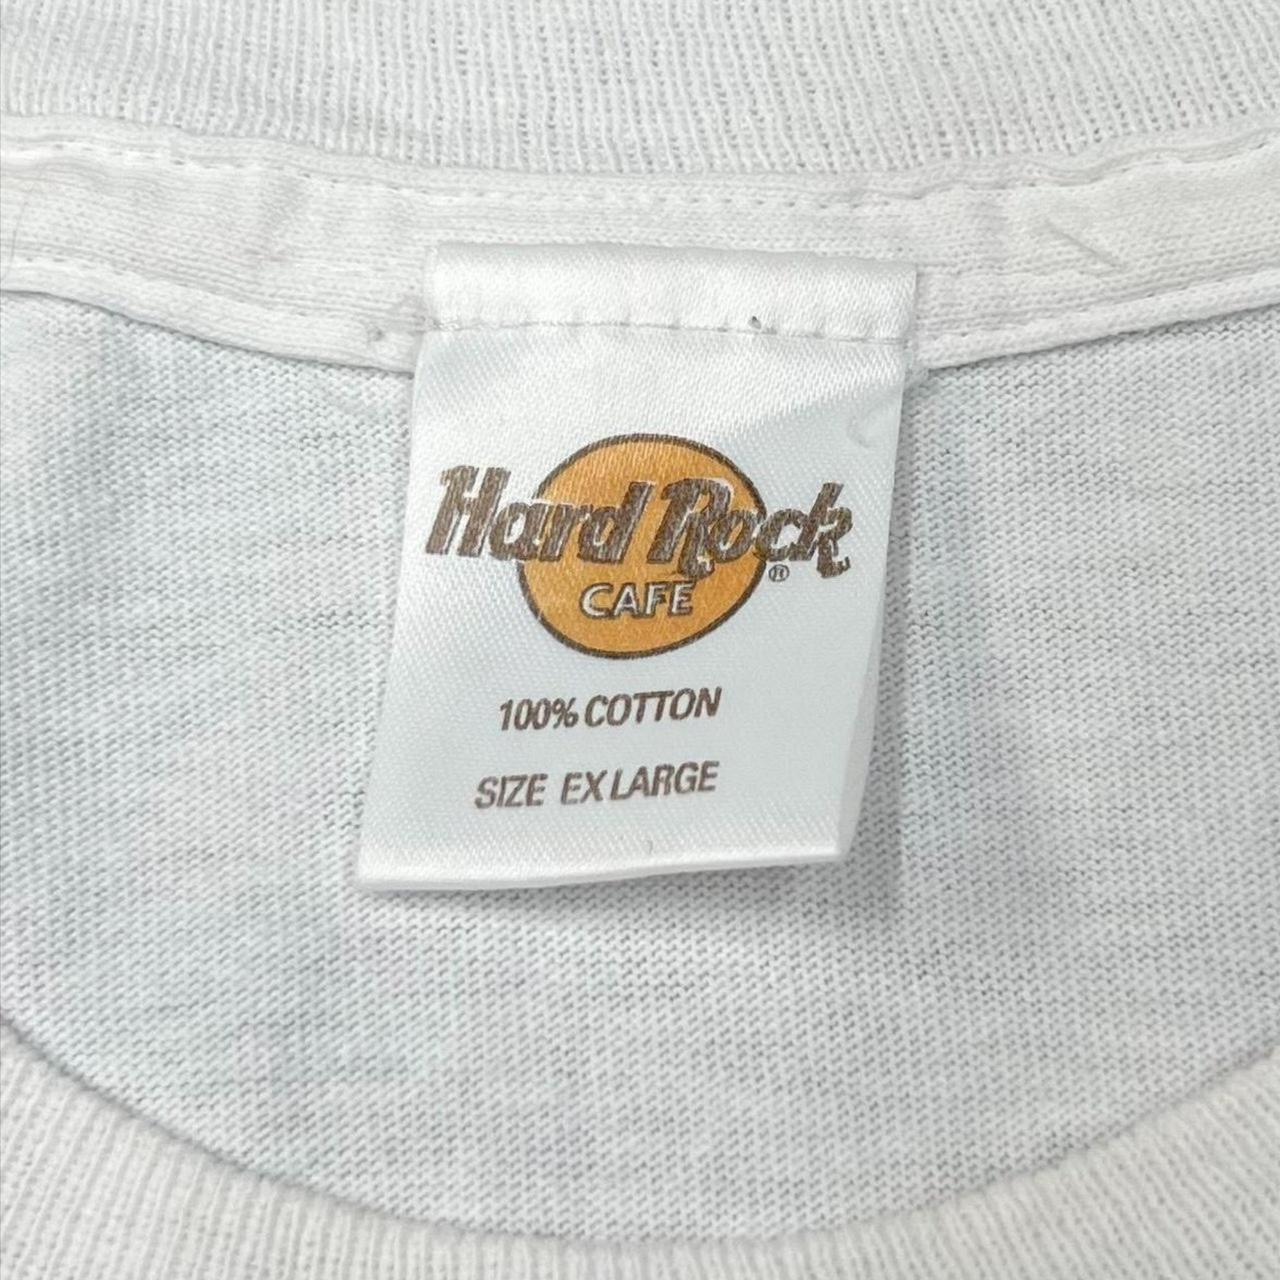 Hard Rock
CAFE
®
100% COTTON
SIZE EX LARGE